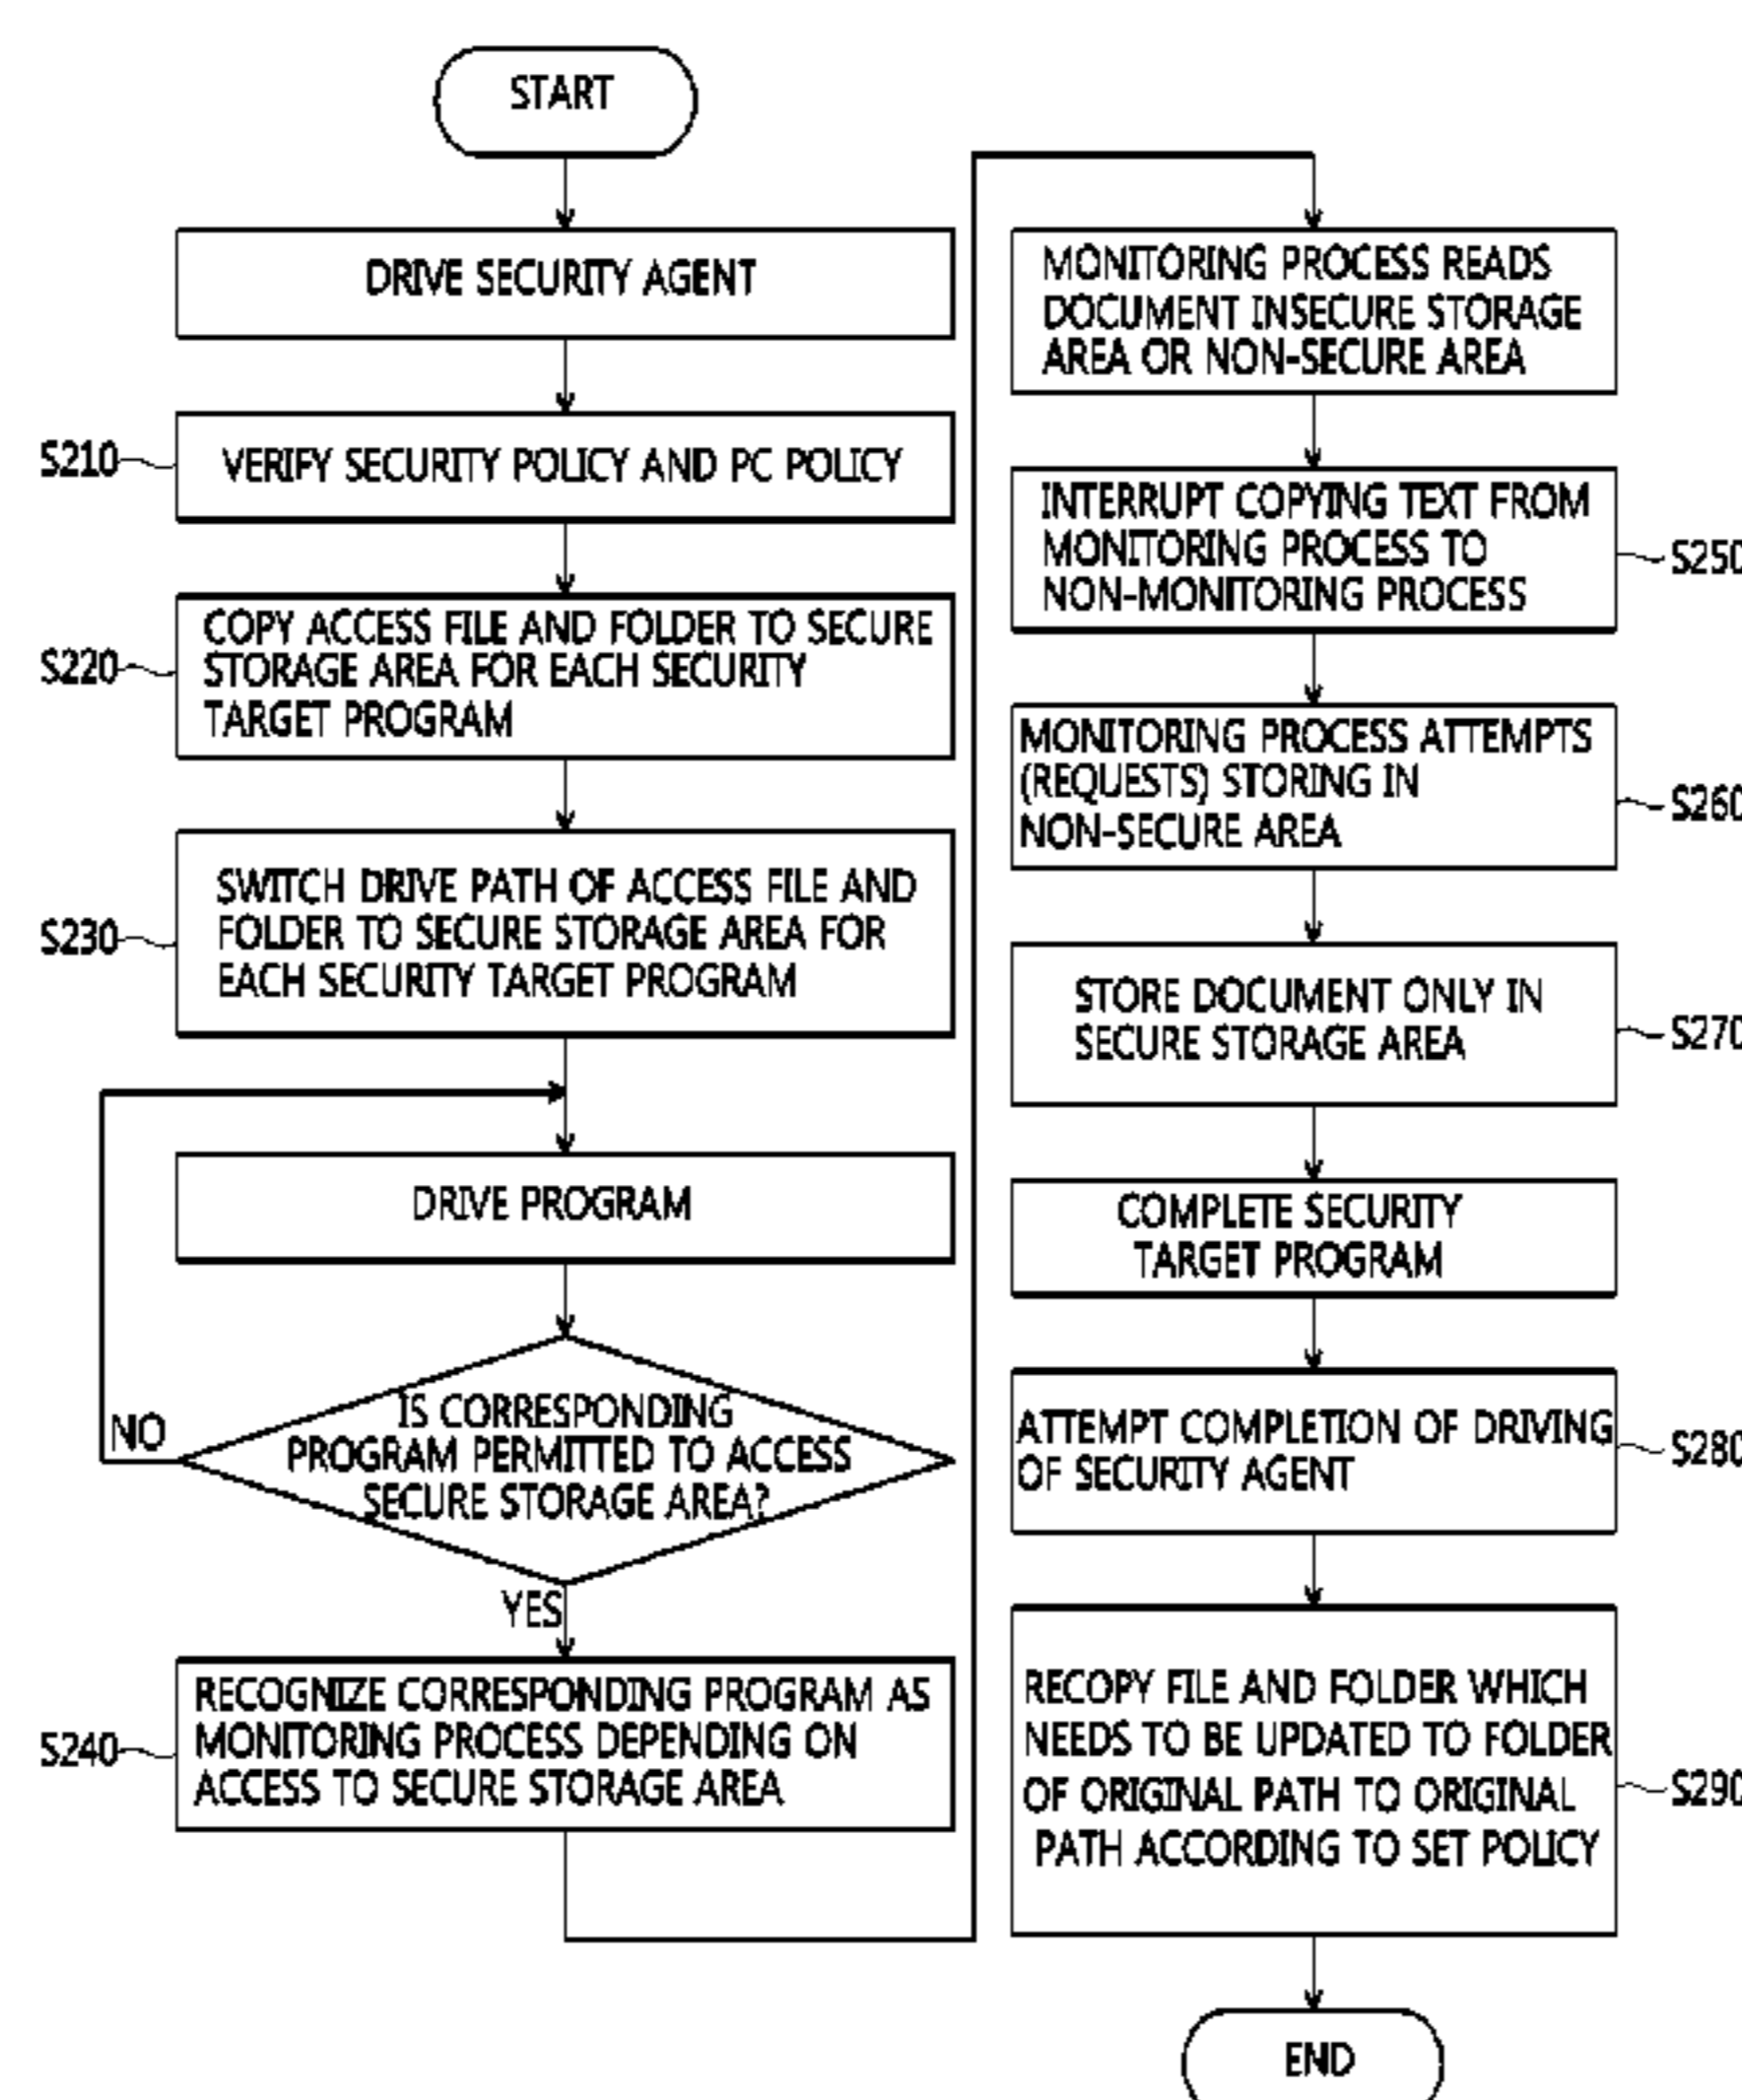 START
DRIVE SECURITY AGENT
S210
VERIFY SECURITY POLICY AND PC POLICY
S220
COPY ACCESS FILE AND FOLDER TO SECURE
STORAGE AREA FOR EACH SECURITY
TARGET PROGRAM
S230
SWITCH DRIVE PATH OF ACCESS FILE AND
FOLDER TO SECURE STORAGE AREA FOR
EACH SECURITY TARGET PROGRAM
DRIVE PROGRAM
NO
IS CORRESPONDING
PROGRAM PERMITTED TO ACCESS
SECURE STORAGE AREA?
YES
S240
RECOGNIZE CORRESPONDING PROGRAM AS
MONITORING PROCESS DEPENDING ON
ACCESS TO SECURE STORAGE AREA
MONITORING PROCESS READS
DOCUMENT INSECURE STORAGE
AREA OR NON-SECURE AREA
INTERRUPT COPYING TEXT FROM
MONITORING PROCESS TO
NON-MONITORING PROCESS
S250
MONITORING PROCESS ATTEMPTS
(REQUESTS) STORING IN
NON-SECURE AREA
S260
STORE DOCUMENT ONLY IN
SECURE STORAGE AREA
S270
COMPLETE SECURITY
TARGET PROGRAM
ATTEMPT COMPLETION OF DRIVING
OF SECURITY AGENT
S280
RECOPY FILE AND FOLDER WHICH
NEEDS TO BE UPDATED TO FOLDER
OF ORIGINAL PATH TO ORIGINAL
PATH ACCORDING TO SET POLICY
S290
END